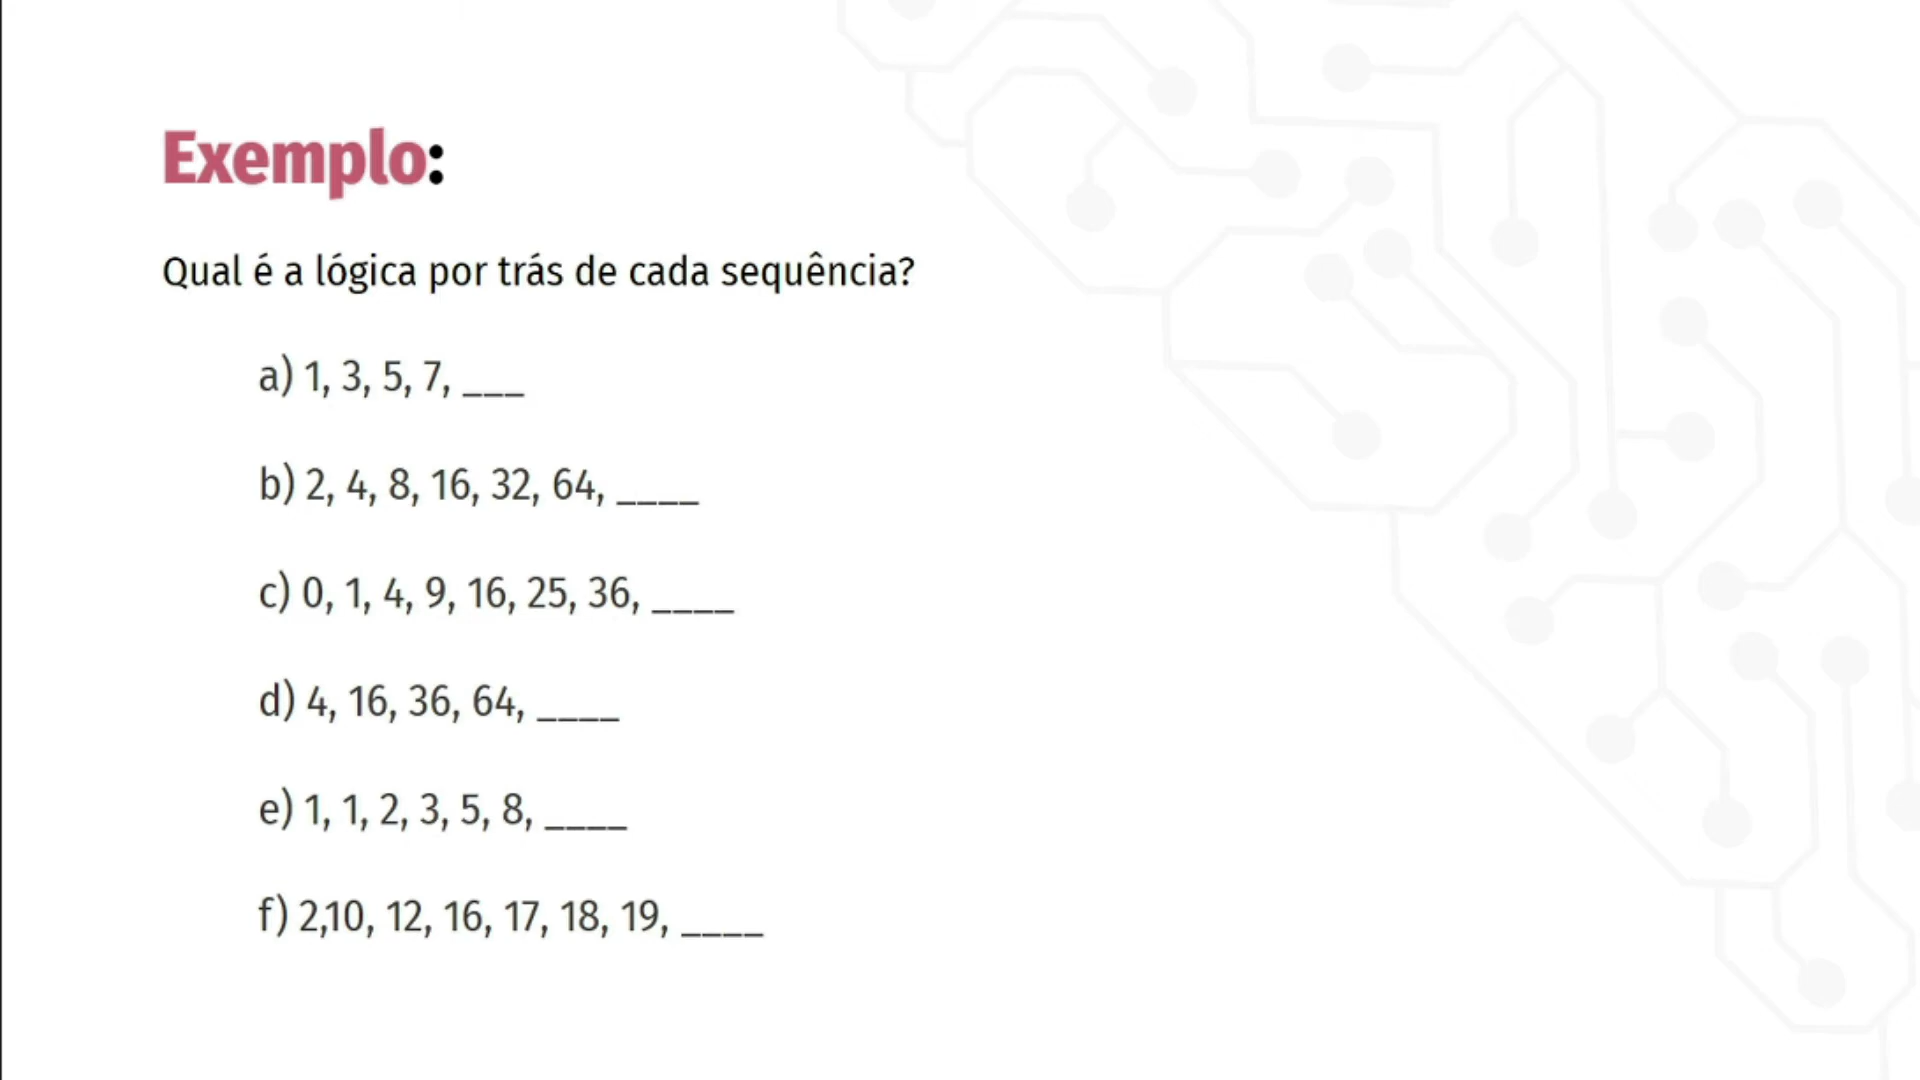 Exemplo:
Qual é a lógica por trás de cada sequência?
a) 1, 3, 5, 7, ___
b) 2, 4, 8, 16, 32, 64, ____
c) 0, 1, 4, 9, 16, 25, 36, ____
d) 4, 16, 36, 64, ____
e) 1, 1, 2, 3, 5, 8, ____
f) 2,10, 12, 16, 17, 18, 19, ____